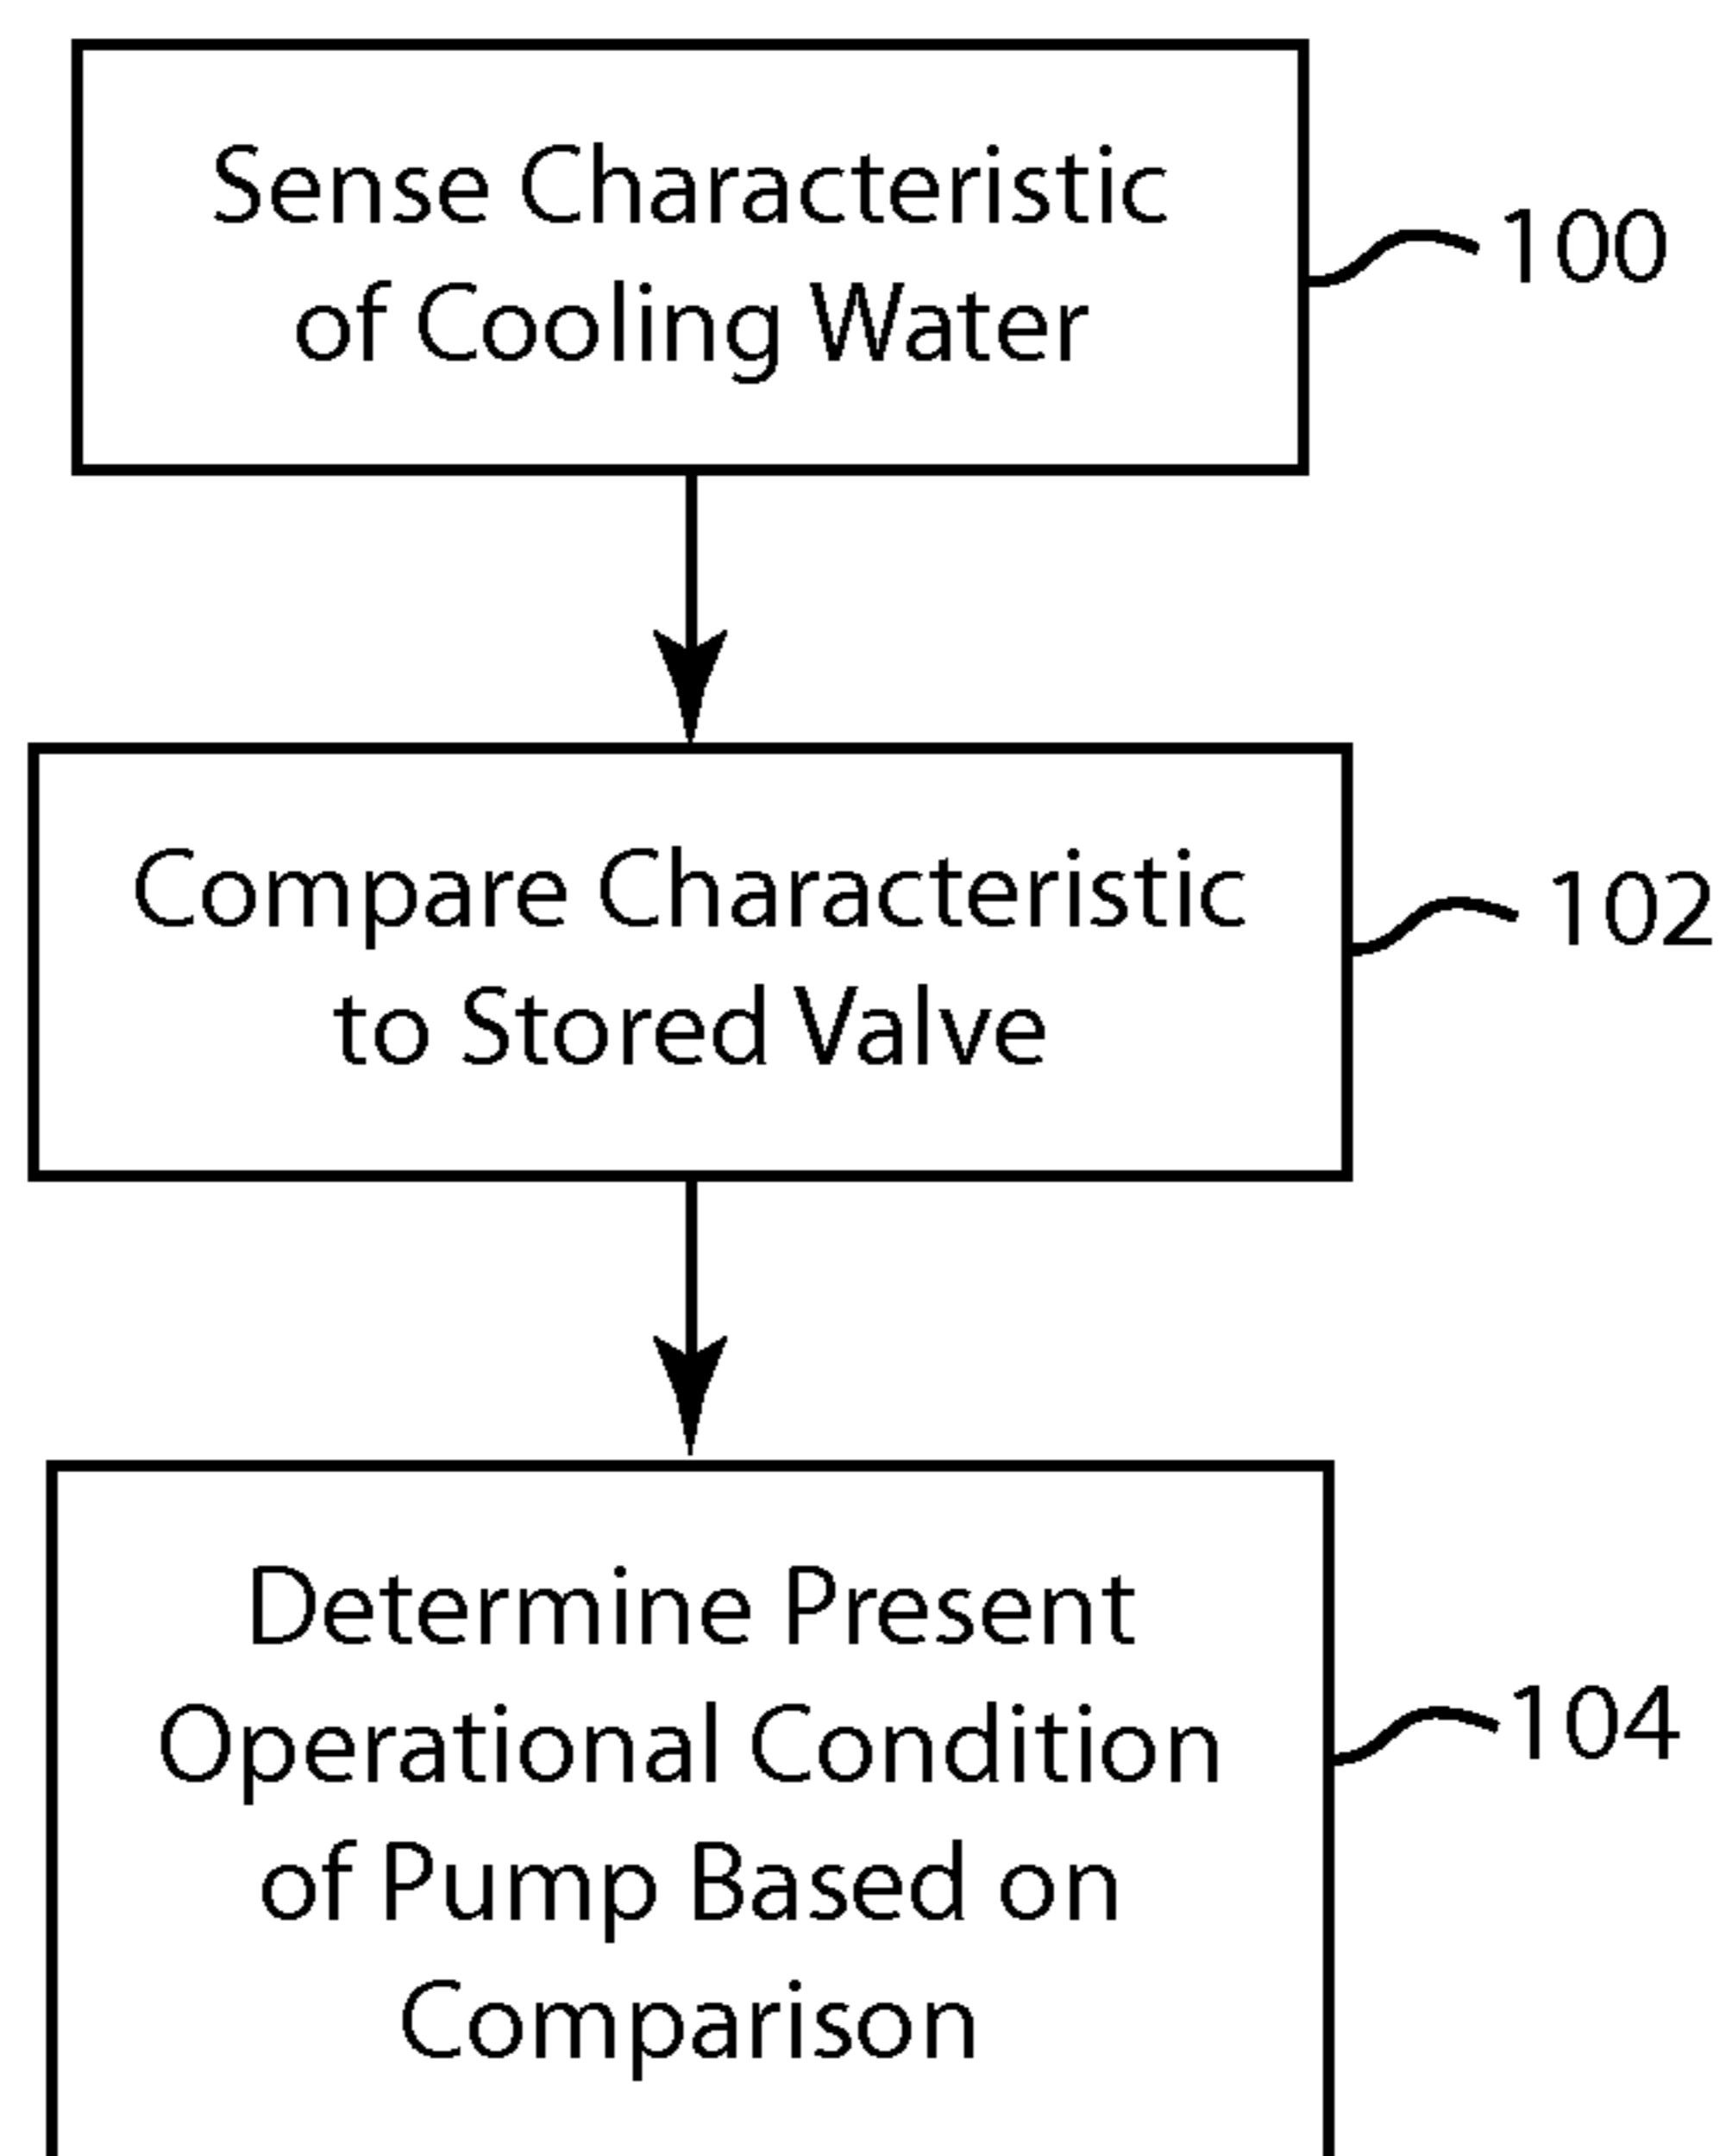 Sense Characteristic
of Cooling Water
100
Compare Characteristic
to Stored Valve
102
Determine Present
Operational Condition
of Pump Based on
Comparison
104